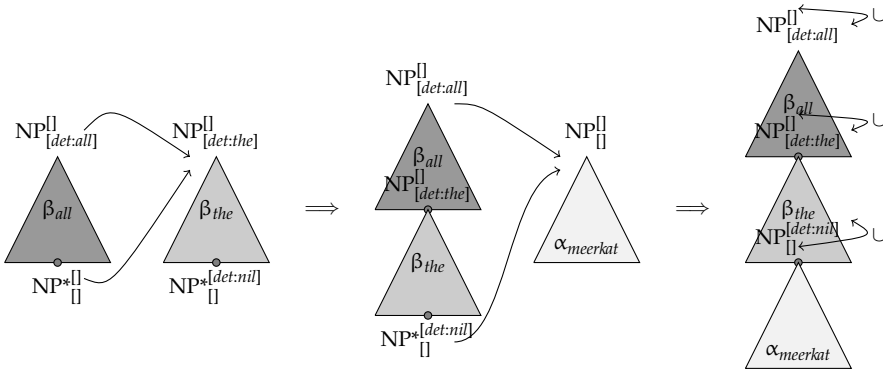 NP[]
[det:all]
NP[]
[det:the]
β_all
β_the
NP*[]
[]
NP*[det:nil]
[]
⟹
NP[]
[det:all]
β_all
NP[]
[det:the]
β_the
NP*[det:nil]
[]
NP[]
[]
α_meerkat
⟹
∪
NP[]
[det:all]
β_all
∪
NP[]
[det:the]
β_the
NP[det:nil]
[]
∪
α_meerkat